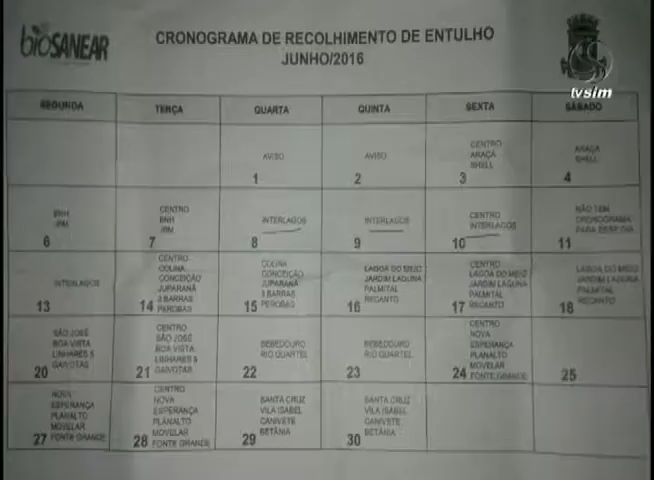 bioSANEAR
CRONOGRAMA DE RECOLHIMENTO DE ENTULHO
JUNHO/2016
tvsim
SEGUNDA TERÇA QUARTA QUINTA SEXTA SÁBADO
AVISO
1
AVISO
2
CENTRO
ARAÇÁ
SHELL
3
ARAÇÁ
SHELL
4
BNH
6
CENTRO
BNH
7
INTERLAGOS
8
INTERLAGOS
9
CENTRO
INTERLAGOS
10
NÃO TEM
CRONOGRAMA
PARA ESSE DIA
11
INTERLAGOS
13
CENTRO
COLINA
CONCEIÇÃO
JUPARANÃ
3 BARRAS
PEROBAS
14
COLINA
CONCEIÇÃO
JUPARANÃ
3 BARRAS
PEROBAS
15
LAGOA DO MEIO
JARDIM LAGUNA
PALMITAL
RECANTO
16
CENTRO
LAGOA DO MEIO
JARDIM LAGUNA
PALMITAL
RECANTO
17
LAGOA DO MEIO
JARDIM LAGUNA
PALMITAL
RECANTO
18
SÃO JOSÉ
BOA VISTA
LINHARES 5
GAIVOTAS
20
CENTRO
SÃO JOSÉ
BOA VISTA
LINHARES 5
GAIVOTAS
21
BEBEDOURO
RIO QUARTEL
22
BEBEDOURO
RIO QUARTEL
23
CENTRO
NOVA
ESPERANÇA
PLANALTO
MOVELAR
FONTE GRANDE
24
25
NOVA
ESPERANÇA
PLANALTO
MOVELAR
FONTE GRANDE
27
CENTRO
NOVA
ESPERANÇA
PLANALTO
MOVELAR
FONTE GRANDE
28
SANTA CRUZ
VILA ISABEL
CANIVETE
BETÂNIA
29
SANTA CRUZ
VILA ISABEL
CANIVETE
BETÂNIA
30